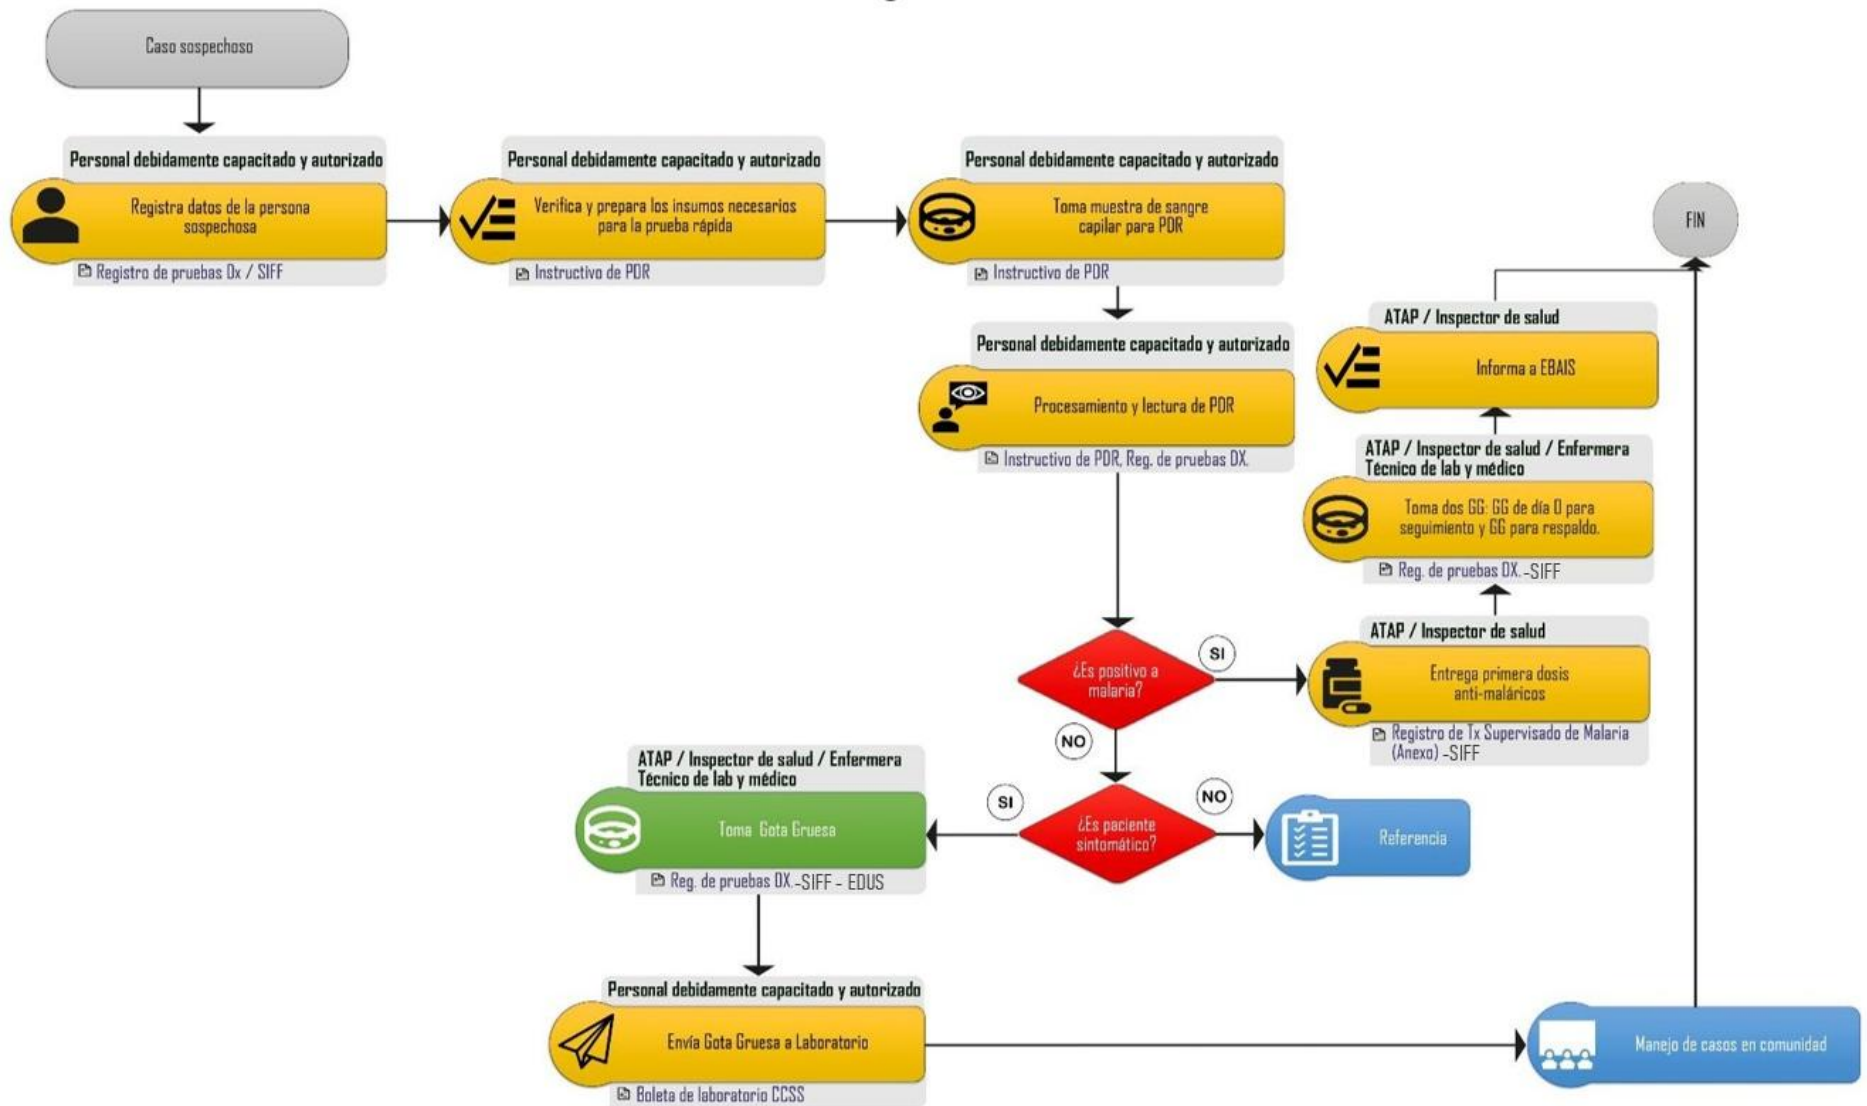 Caso sospechoso
Personal debidamente capacitado y autorizado
Registra datos de la persona
sospechosa
Registro de pruebas Dx / SIFF
Personal debidamente capacitado y autorizado
Verifica y prepara los insumos necesarios
para la prueba rápida
Instructivo de PDR
Personal debidamente capacitado y autorizado
Toma muestra de sangre
capilar para PDR
Instructivo de PDR
Personal debidamente capacitado y autorizado
Procesamiento y lectura de PDR
Instructivo de PDR, Reg. de pruebas DX.
¿Es positivo a
malaria?
SI
NO
ATAP / Inspector de salud
Entrega primera dosis
anti-maláricos
Registro de Tx Supervisado de Malaria
(Anexo) -SIFF
ATAP / Inspector de salud / Enfermera
Técnico de lab y médico
Toma dos GG: GG de día 0 para
seguimiento y GG para respaldo.
Reg. de pruebas DX.-SIFF
ATAP / Inspector de salud
Informa a EBAIS
FIN
¿Es paciente
sintomático?
SI
NO
Referencia
ATAP / Inspector de salud / Enfermera
Técnico de lab y médico
Toma Gota Gruesa
Reg. de pruebas DX.-SIFF - EDUS
Personal debidamente capacitado y autorizado
Envía Gota Gruesa a Laboratorio
Boleta de laboratorio CCSS
Manejo de casos en comunidad